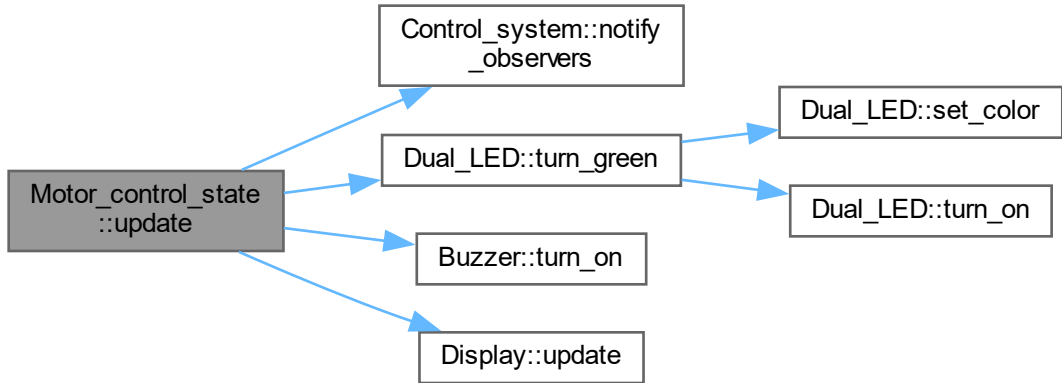 Control_system::notify
_observers
Dual_LED::set_color
Dual_LED::turn_green
Motor_control_state
::update
Dual_LED::turn_on
Buzzer::turn_on
Display::update